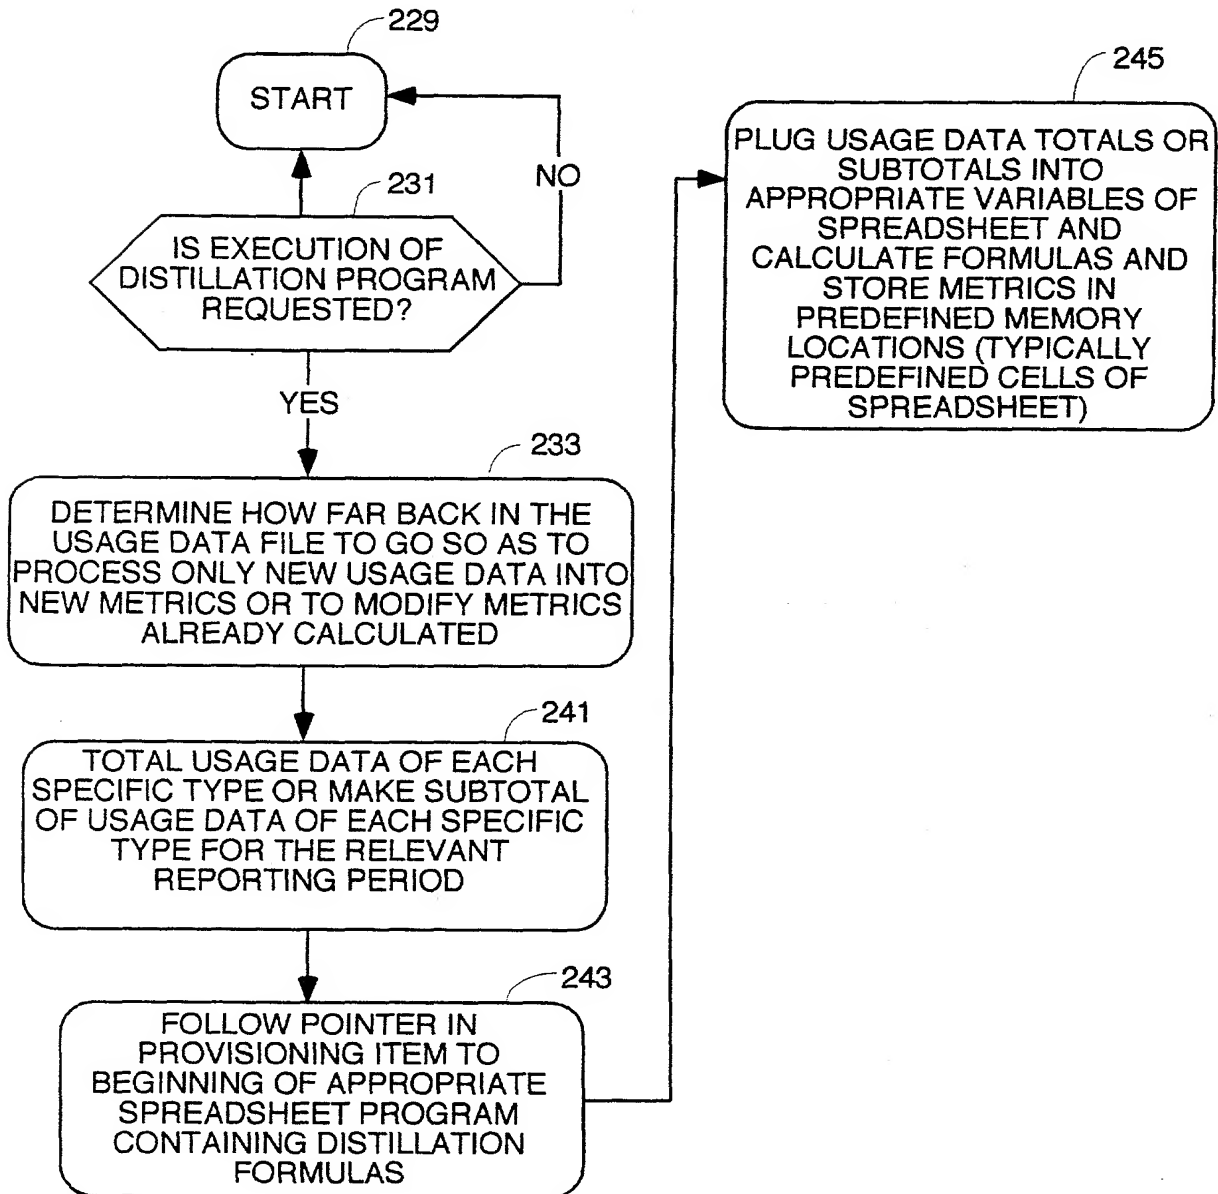 229
START
NO
231
IS EXECUTION OF
DISTILLATION PROGRAM
REQUESTED?
YES
233
DETERMINE HOW FAR BACK IN THE
USAGE DATA FILE TO GO SO AS TO
PROCESS ONLY NEW USAGE DATA INTO
NEW METRICS OR TO MODIFY METRICS
ALREADY CALCULATED
241
TOTAL USAGE DATA OF EACH
SPECIFIC TYPE OR MAKE SUBTOTAL
OF USAGE DATA OF EACH SPECIFIC
TYPE FOR THE RELEVANT
REPORTING PERIOD
243
FOLLOW POINTER IN
PROVISIONING ITEM TO
BEGINNING OF APPROPRIATE
SPREADSHEET PROGRAM
CONTAINING DISTILLATION
FORMULAS
245
PLUG USAGE DATA TOTALS OR
SUBTOTALS INTO
APPROPRIATE VARIABLES OF
SPREADSHEET AND
CALCULATE FORMULAS AND
STORE METRICS IN
PREDEFINED MEMORY
LOCATIONS (TYPICALLY
PREDEFINED CELLS OF
SPREADSHEET)